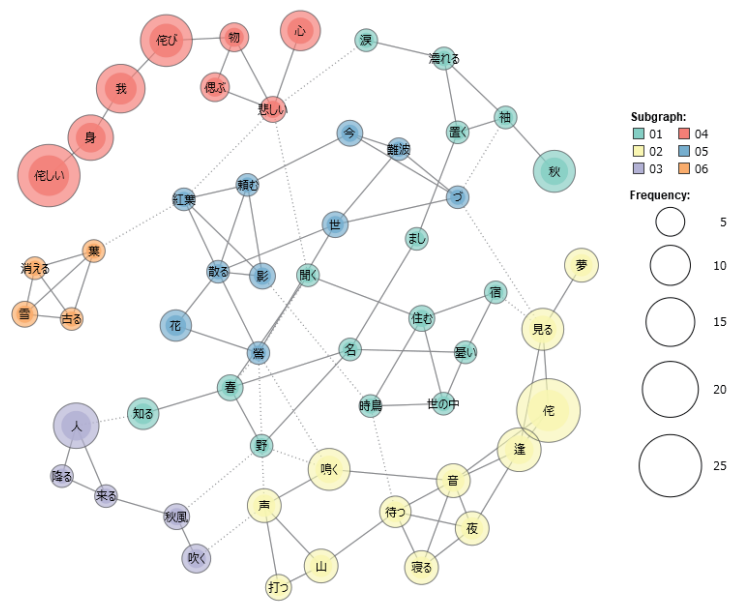 侘び 物 心 涙
濡れる
我 偲ぶ
悲しい
袖
置く
今
身 難波
侘しい 秋
頼む
紅葉 づ
世
まし
葉
消える 散る 影 聞く 夢
宿
雪 古る 住む
花 見る
鶯 名 憂い
春
知る 時鳥 世の中 侘
人
野 逢
降る 鳴く 音
来る
声 待つ
秋風 夜
吹く 山 寝る
打つ
Subgraph:
01 04
02 05
03 06
Frequency:
5
10
15
20
25